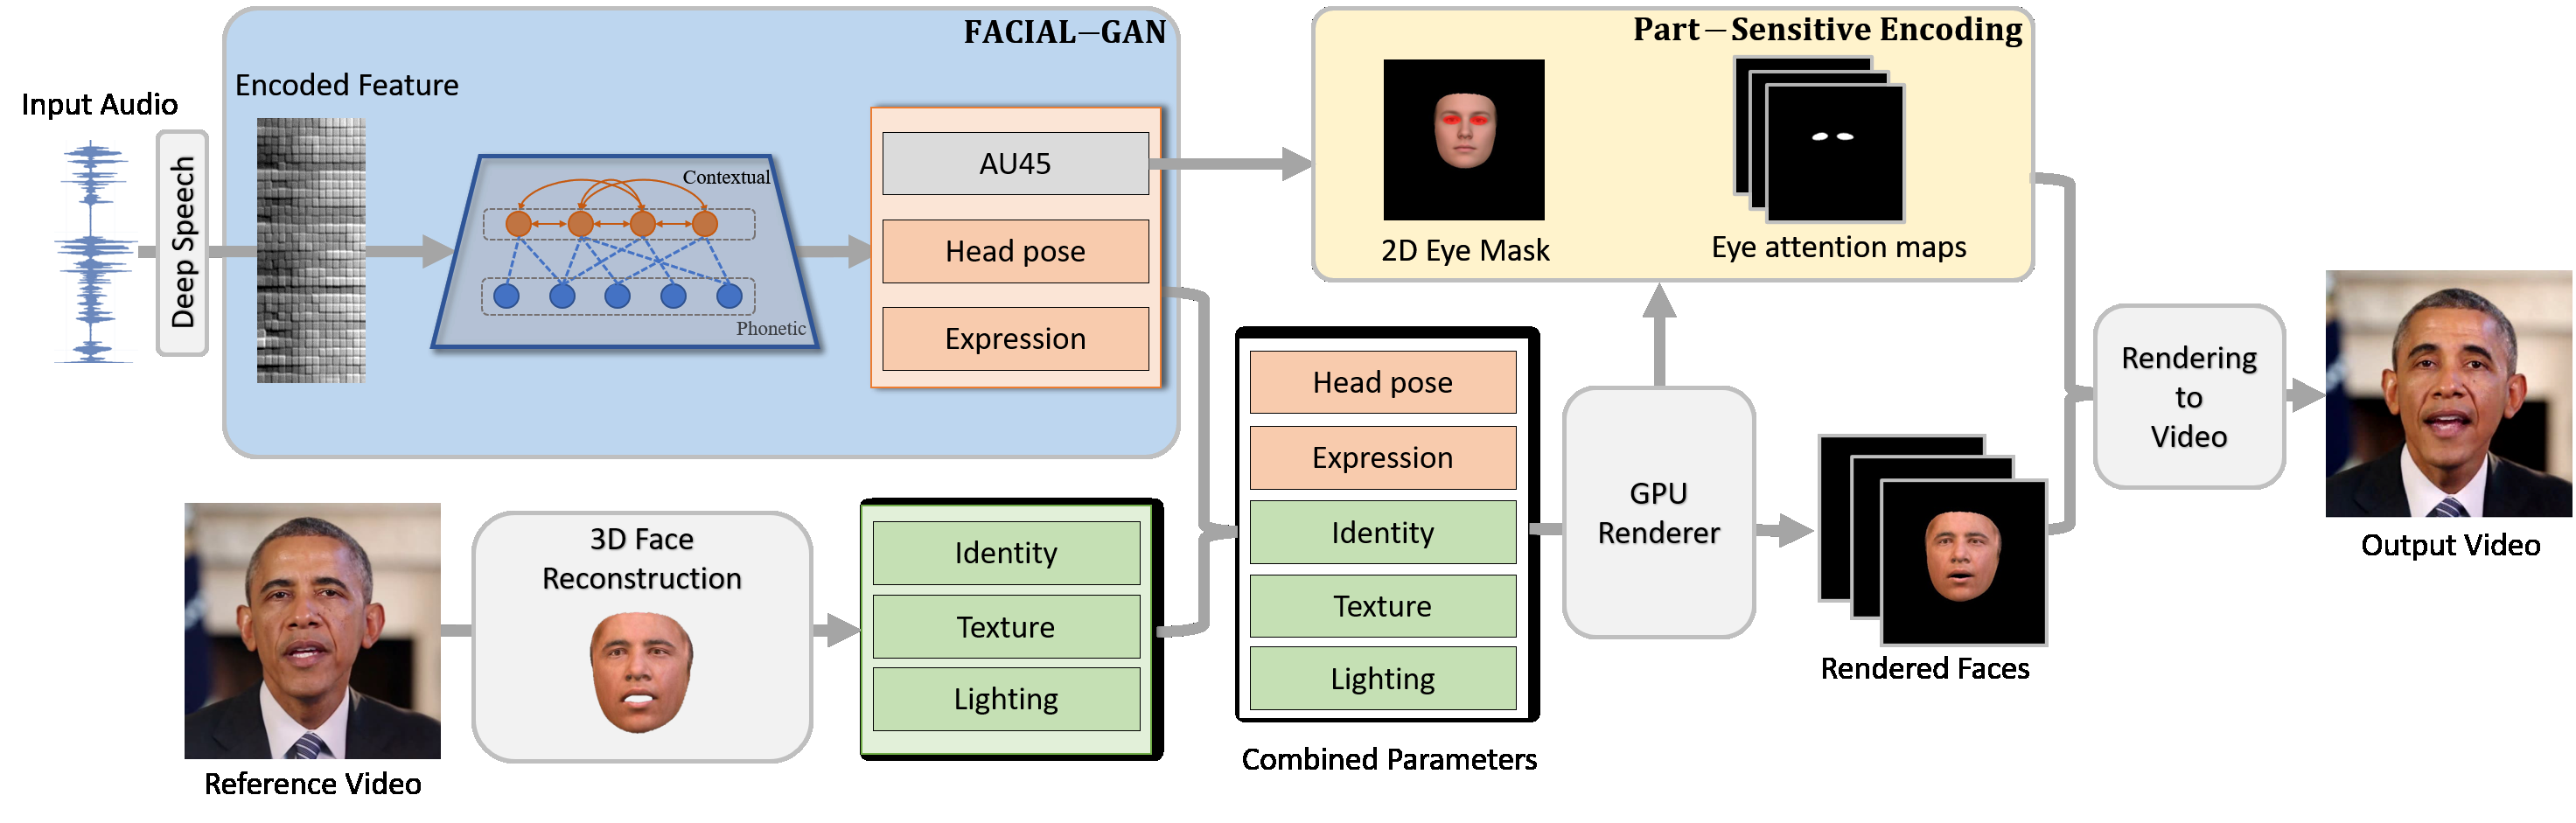 FACIAL−GAN
Part−Sensitive Encoding
Input Audio
Encoded Feature
Deep Speech
Contextual
Phonetic
AU45
Head pose
Expression
2D Eye Mask
Eye attention maps
Reference Video
3D Face
Reconstruction
Identity
Texture
Lighting
Head pose
Expression
Identity
Texture
Lighting
Combined Parameters
GPU
Renderer
Rendered Faces
Rendering
to
Video
Output Video